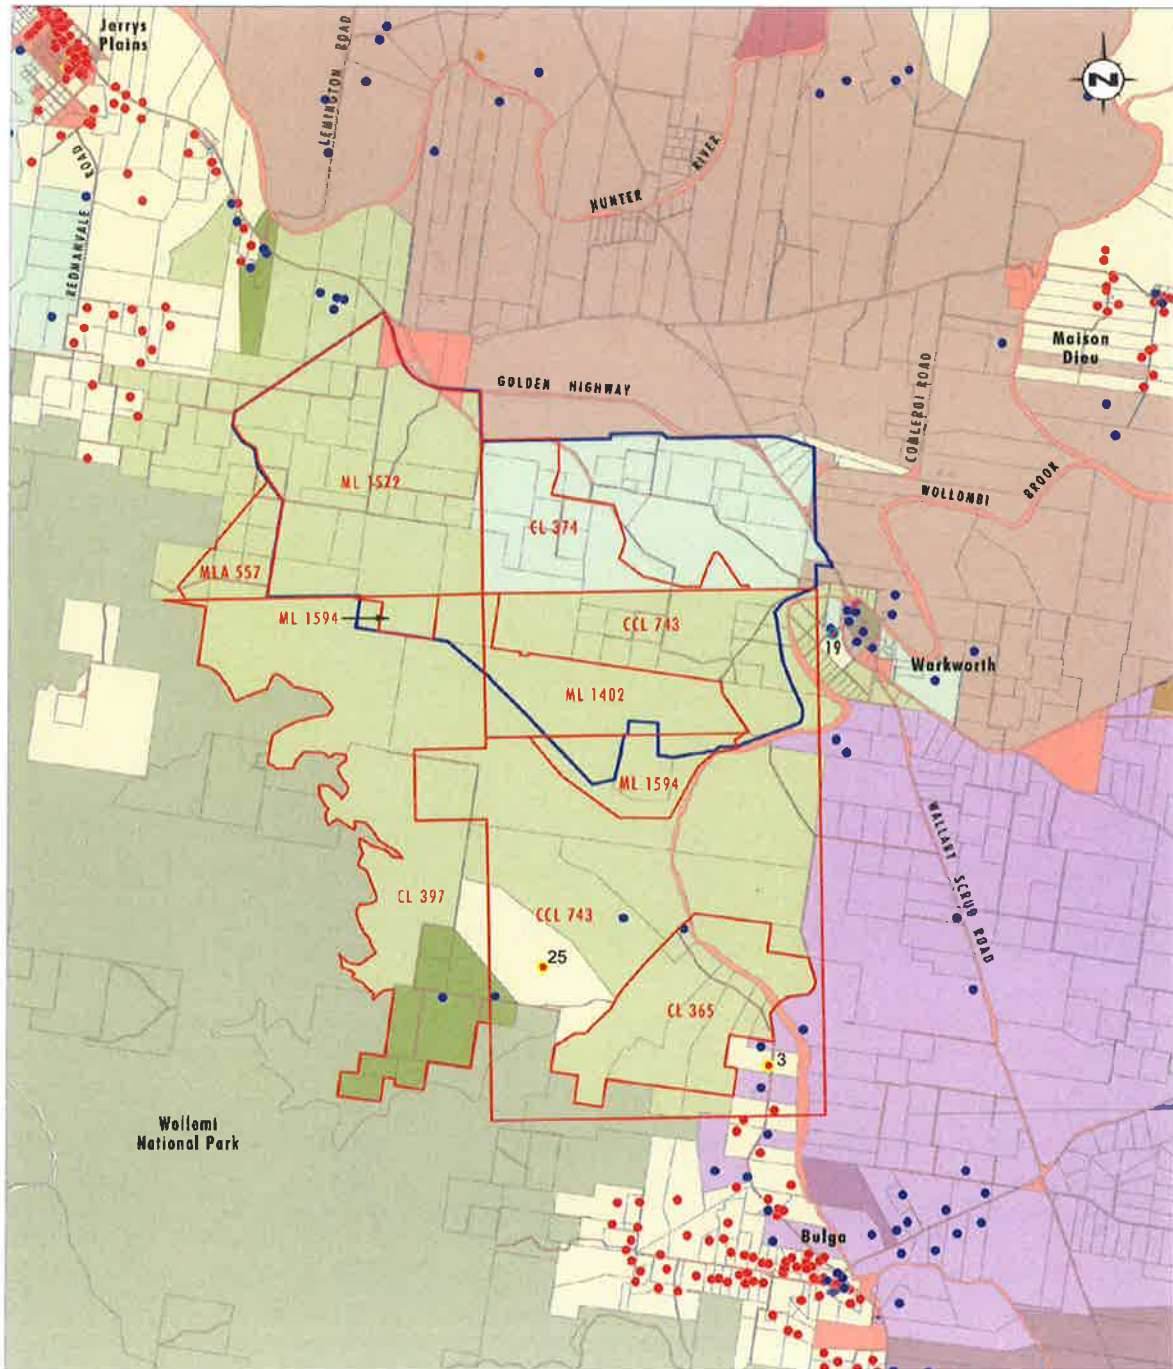 Jerrys
Plains
LEMINGTON ROAD
N
ROAD
REDMANVALE
HUNTER
RIVER
Maison
Dieu
GOLDEN HIGHWAY
COMLEROI ROAD
WOLLOMBI
BROOK
ML 1522
CL 374
MLA 557
ML 1594
CCL 743
19
Warkworth
ML 1402
ML 1594
WALLABY SCRUB ROAD
CL 397
CCL 743
25
CL 365
3
Wollemi
National Park
Bulga